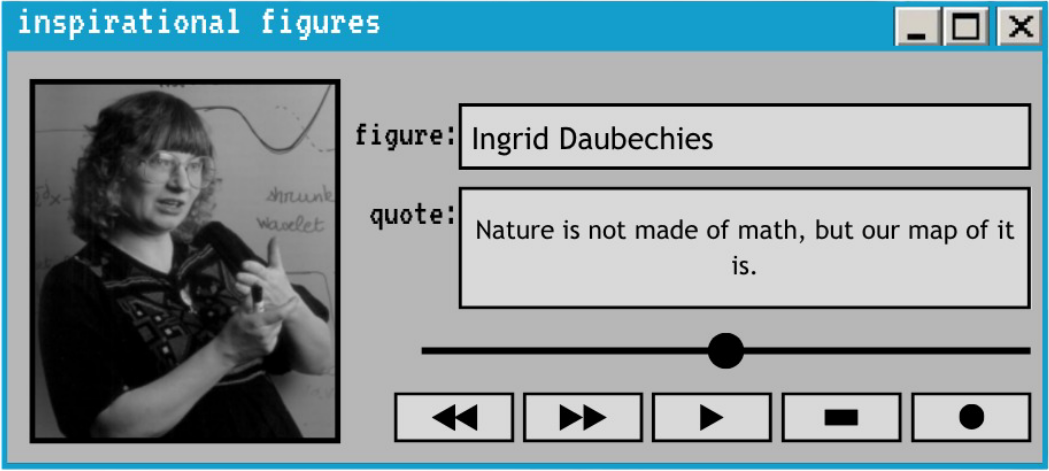 inspirational figures
figure: Ingrid Daubechies
quote: Nature is not made of math, but our map of it
is.
shrunk
wavelet